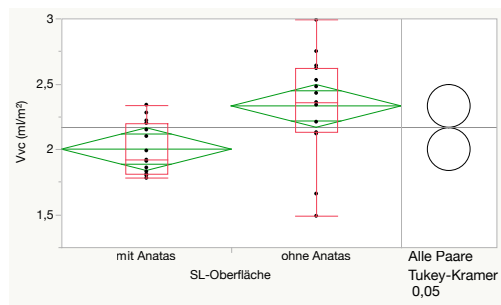 3
2,5
2
1,5
Vvc (ml/m²)
mit Anatas
ohne Anatas
SL-Oberfläche
Alle Paare
Tukey-Kramer
0,05